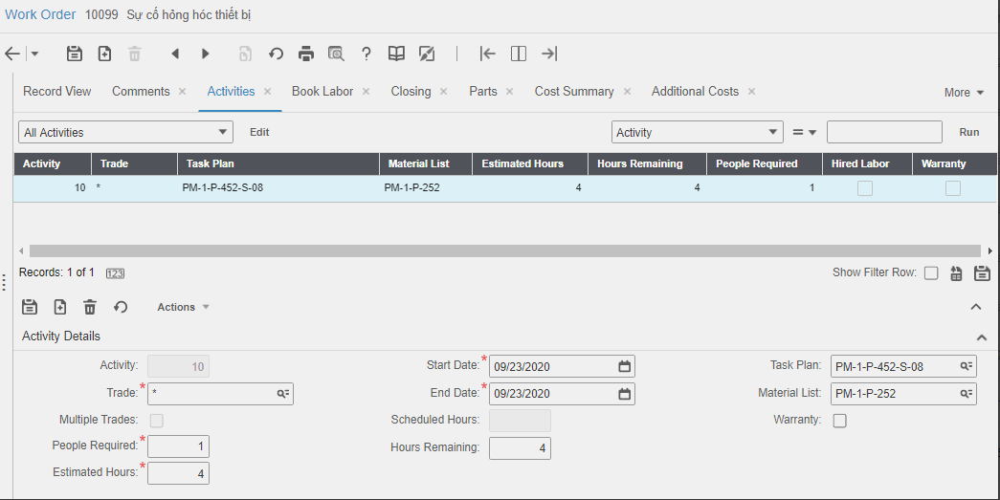 Work Order 10099 Sự cố hỏng hóc thiết bị
Record View Comments × Activities × Book Labor × Closing × Parts × Cost Summary × Additional Costs × More
All Activities Edit Activity = Run
Activity Trade Task Plan Material List Estimated Hours Hours Remaining People Required Hired Labor Warranty
10 * PM-1-P-452-S-08 PM-1-P-252 4 4 1
Records: 1 of 1 123 Show Filter Row:
Actions
Activity Details
Activity: 10 Start Date:* 09/23/2020 Task Plan: PM-1-P-452-S-08
Trade:* * End Date:* 09/23/2020 Material List: PM-1-P-252
Multiple Trades: Scheduled Hours: Warranty:
People Required:* 1 Hours Remaining: 4
Estimated Hours:* 4